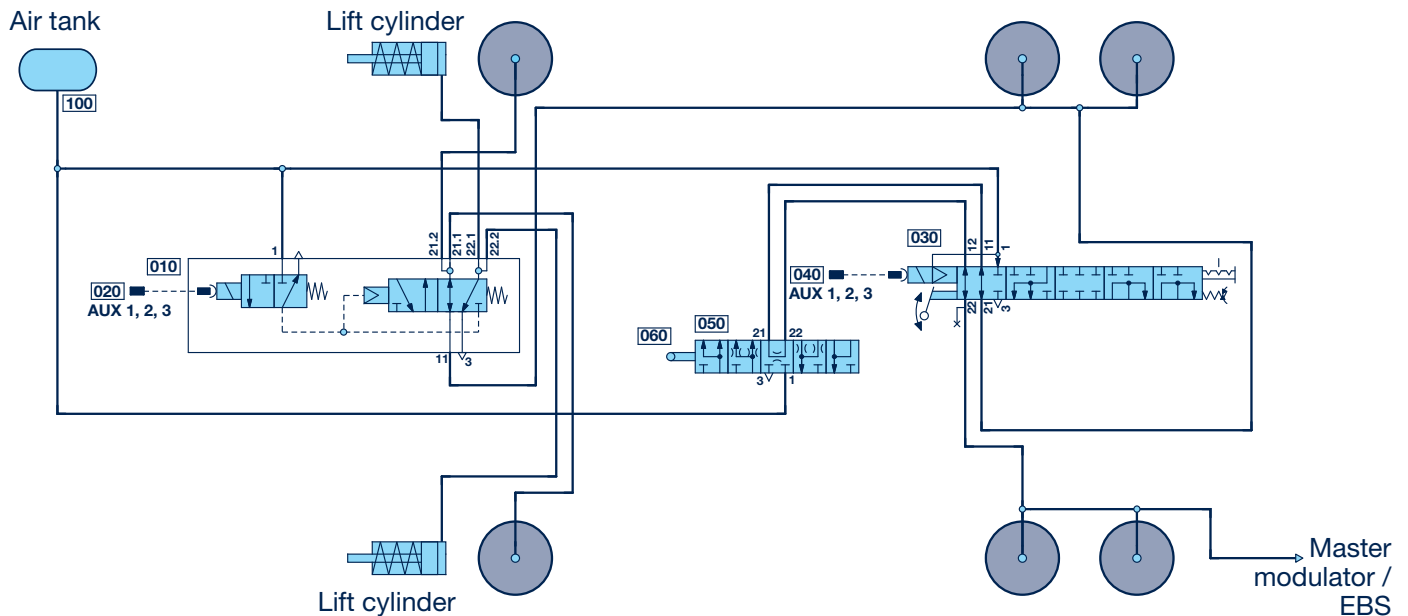 Air tank
Lift cylinder
100
21.2
21.1
22.1
22.2
1
010
020
AUX 1, 2, 3
11
3
12
11
1
030
040
AUX 1, 2, 3
22
21
3
060
050
21
22
3
1
I
Lift cylinder
Master
modulator /
EBS